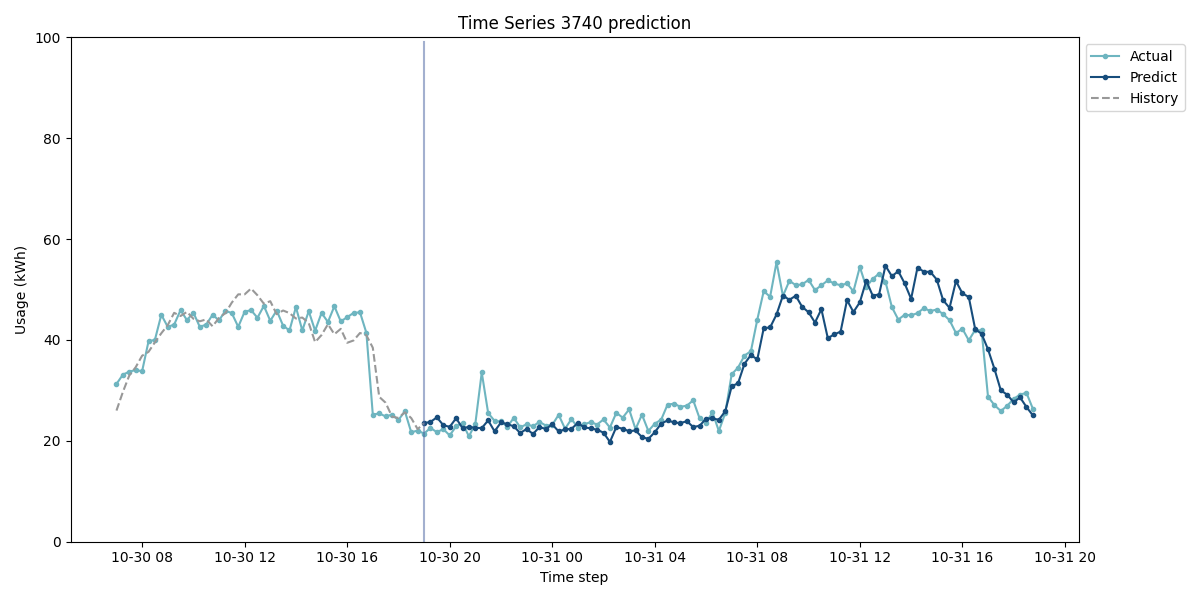 Time Series 3740 prediction
100
80
60
40
20
0
Usage (kWh)
10-30 08
10-30 12
10-30 16
10-30 20
10-31 00
10-31 04
10-31 08
10-31 12
10-31 16
10-31 20
Time step
Actual
Predict
History